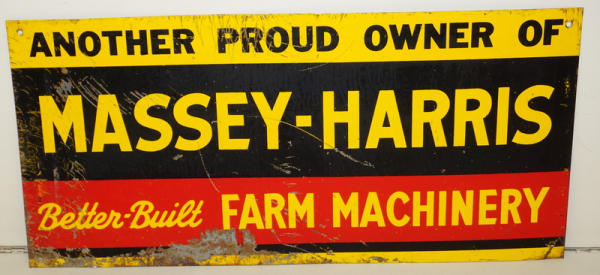 ANOTHER PROUD OWNER OF
MASSEY-HARRIS
Better-Built FARM MACHINERY